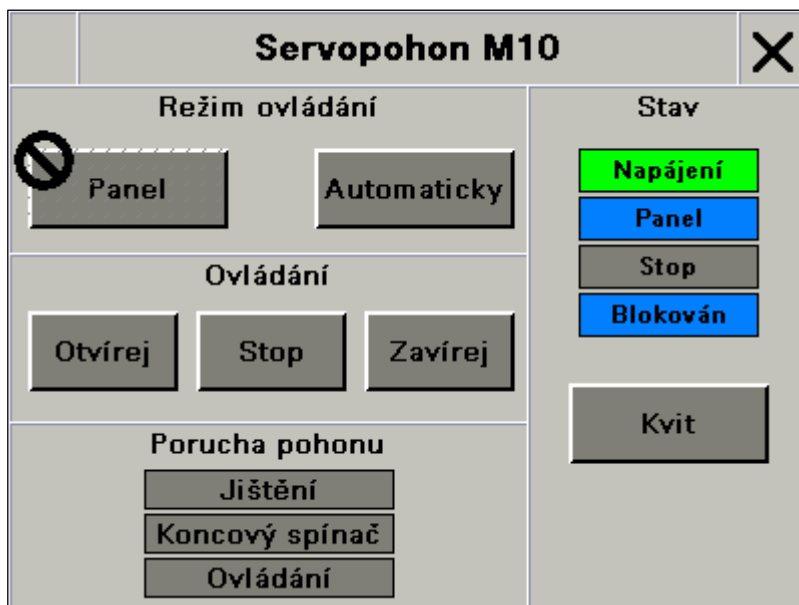 Servopohon M10
Režim ovládání
Panel
Automaticky
Ovládání
Otvírej
Stop
Zavírej
Porucha pohonu
Jištění
Koncový spínač
Ovládání
Stav
Napájení
Panel
Stop
Blokován
Kvit